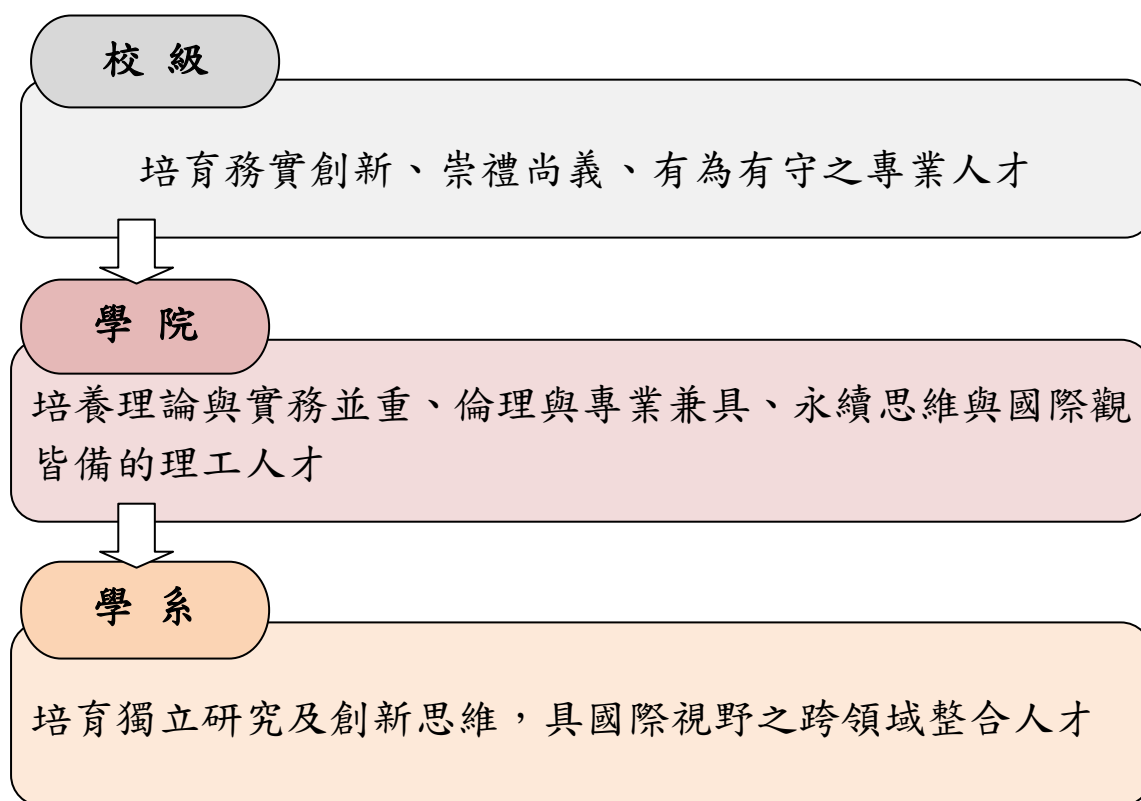 校 級
培育務實創新、崇禮尚義、有為有守之專業人才
學 院
培養理論與實務並重、倫理與專業兼具、永續思維與國際觀
皆備的理工人才
學 系
培育獨立研究及創新思維，具國際視野之跨領域整合人才